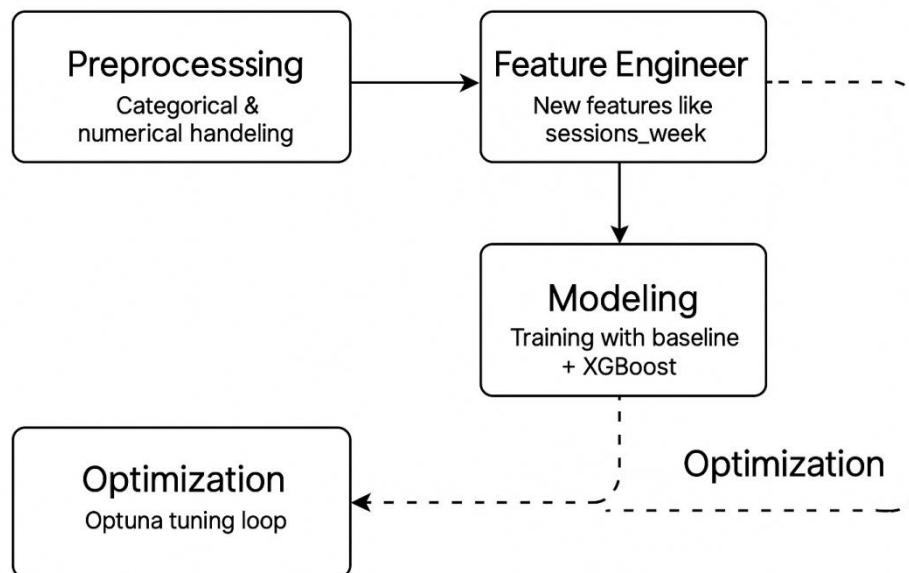 Preprocesssing
Categorical &
numerical handeling
Feature Engineer
New features like
sessions_week
Modeling
Training with baseline
+ XGBoost
Optimization
Optuna tuning loop
Optimization